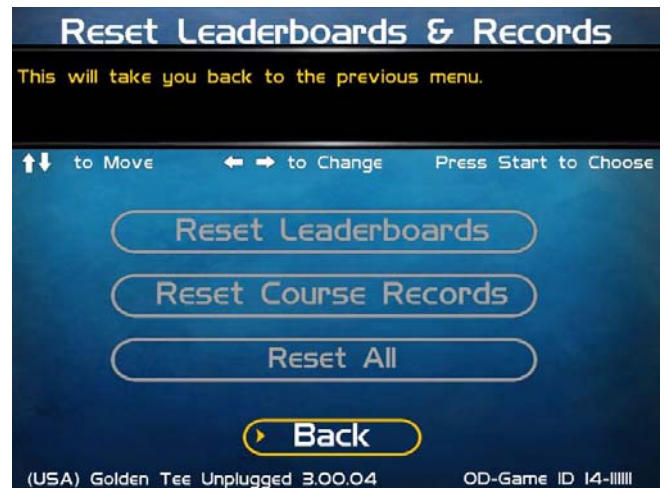 Reset Leaderboards & Records
This will take you back to the previous menu.
to Move to Change Press Start to Choose
Reset Leaderboards
Reset Course Records
Reset All
Back
(USA) Golden Tee Unplugged 3.00.04 OD-Game ID 14-111111